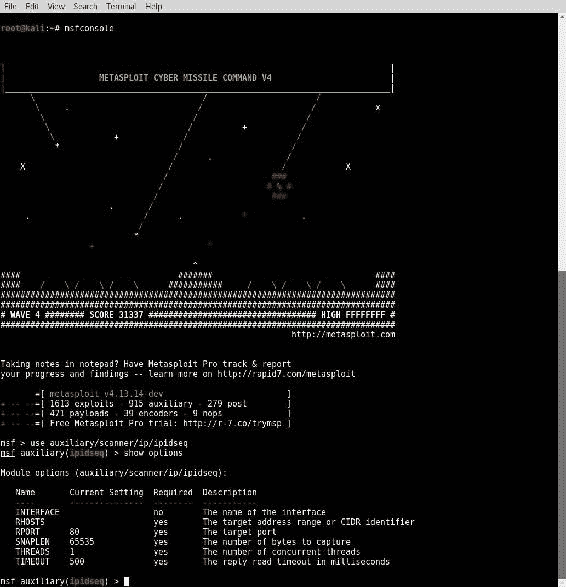 File Edit View Search Terminal Help
root@kali:~# msfconsole
METASPLOIT CYBER MISSILE COMMAND V4
X
X X
### 
# % #
###
#### ####### ####
#### / \ / \ / \ ########### / \ / \ / \ ####
################################################################################
################################################################################
# WAVE 4 ######## SCORE 31337 ################################## HIGH FFFFFFFF #
################################################################################
http://metasploit.com
Taking notes in notepad? Have Metasploit Pro track & report
your progress and findings -- learn more on http://rapid7.com/metasploit
=[ metasploit v4.13.14-dev ]
+ -- --=[ 1613 exploits - 915 auxiliary - 279 post ]
+ -- --=[ 471 payloads - 39 encoders - 9 nops ]
+ -- --=[ Free Metasploit Pro trial: http://r-7.co/trymsp ]
msf > use auxiliary/scanner/ip/ipidseq
msf auxiliary(ipidseq) > show options
Module options (auxiliary/scanner/ip/ipidseq):
Name Current Setting Required Description
---- --------------- -------- -----------
INTERFACE no The name of the interface
RHOSTS yes The target address range or CIDR identifier
RPORT 80 yes The target port
SNAPLEN 65535 yes The number of bytes to capture
THREADS 1 yes The number of concurrent threads
TIMEOUT 500 yes The reply read timeout in milliseconds
msf auxiliary(ipidseq) >